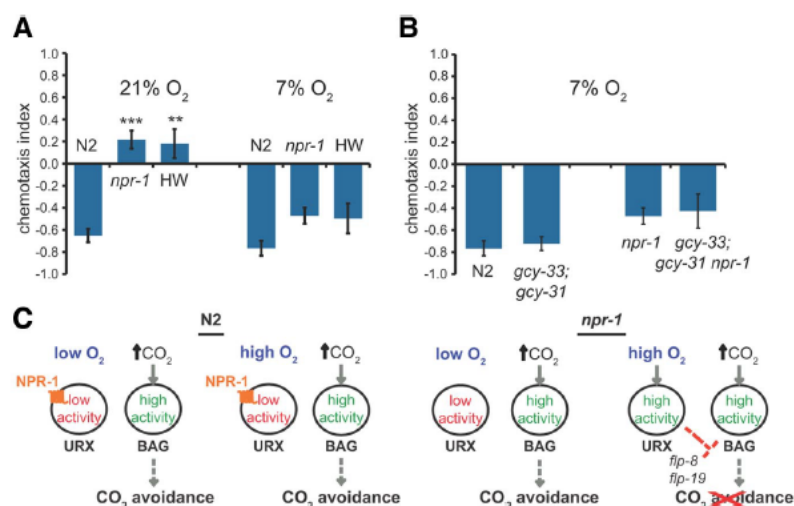 A
1.0
0.8
0.6
0.4
0.2
0.0
-0.2
-0.4
-0.6
-0.8
-1.0
chemotaxis index
21% O2
7% O2
N2
***
**
npr-1
HW
N2
npr-1
HW
B
1.0
0.8
0.6
0.4
0.2
0.0
-0.2
-0.4
-0.6
-0.8
-1.0
chemotaxis index
7% O2
N2
gcy-33;
gcy-31
npr-1
gcy-33;
gcy-31 npr-1
C
N2
npr-1
low O2
CO2
high O2
CO2
low O2
CO2
high O2
CO2
NPR-1
low
activity
high
activity
NPR-1
low
activity
high
activity
low
activity
high
activity
high
activity
high
activity
URX
BAG
URX
BAG
URX
BAG
URX
BAG
flp-8
flp-19
CO2 avoidance
CO2 avoidance
CO2 avoidance
CO2 avoidance